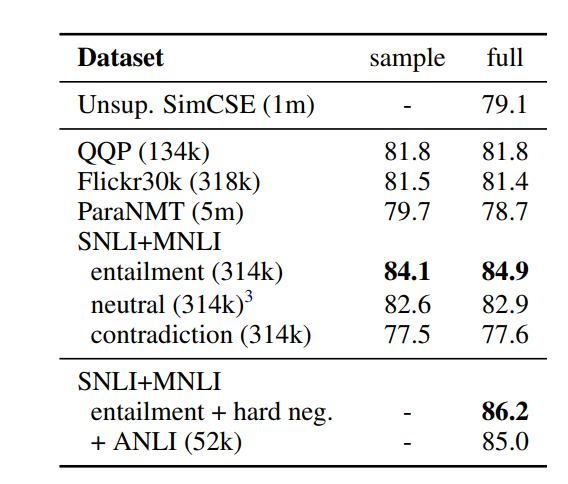 Dataset sample full
Unsup. SimCSE (1m) - 79.1
QQP (134k) 81.8 81.8
Flickr30k (318k) 81.5 81.4
ParaNMT (5m) 79.7 78.7
SNLI+MNLI
entailment (314k) 84.1 84.9
neutral (314k)3 82.6 82.9
contradiction (314k) 77.5 77.6
SNLI+MNLI
entailment + hard neg. - 86.2
+ ANLI (52k) - 85.0